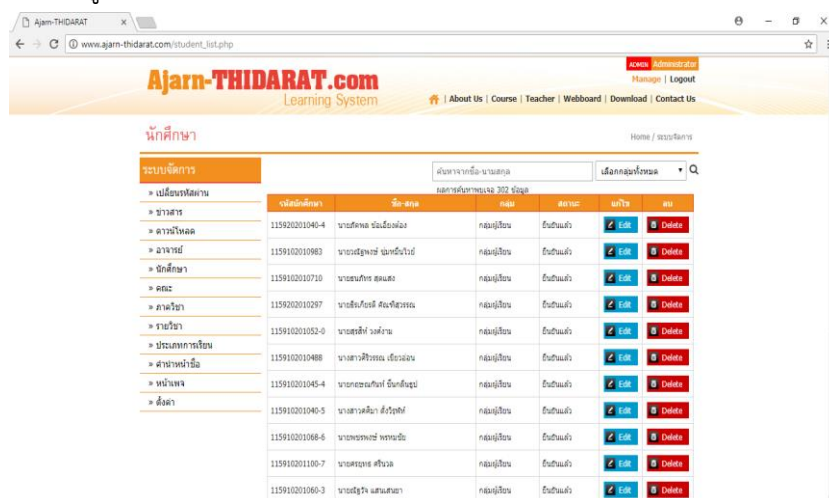 Ajarn-THIDARAT
www.ajarn-thidarat.com/student_list.php
ADMIN Administrator
Manage | Logout
Ajarn-THIDARAT.com
Learning System
| About Us | Course | Teacher | Webboard | Download | Contact Us
นักศึกษา
Home / ระบบจัดการ
ระบบจัดการ
ค้นหาจากชื่อ-นามสกุล
เลือกกลุ่มทั้งหมด
ผลการค้นหาพบเจอ 302 ข้อมูล
» เปลี่ยนรหัสผ่าน
» ข่าวสาร
» ดาวน์โหลด
» อาจารย์
» นักศึกษา
» คณะ
» ภาควิชา
» รายวิชา
» ประเภทการเรียน
» คำนำหน้าชื่อ
» หน้าเพจ
» ตั้งค่า
รหัสนักศึกษา ชื่อ-สกุล กลุ่ม สถานะ แก้ไข ลบ
115920201040-4 กลุ่มผู้เรียน ยืนยันแล้ว Edit Delete
1159102010983 กลุ่มผู้เรียน ยืนยันแล้ว Edit Delete
1159102010710 กลุ่มผู้เรียน ยืนยันแล้ว Edit Delete
1159202010297 กลุ่มผู้เรียน ยืนยันแล้ว Edit Delete
115910201052-0 กลุ่มผู้เรียน ยืนยันแล้ว Edit Delete
1159102010488 กลุ่มผู้เรียน ยืนยันแล้ว Edit Delete
115910201045-4 กลุ่มผู้เรียน ยืนยันแล้ว Edit Delete
115910201040-5 กลุ่มผู้เรียน ยืนยันแล้ว Edit Delete
115910201068-6 กลุ่มผู้เรียน ยืนยันแล้ว Edit Delete
115910201100-7 กลุ่มผู้เรียน ยืนยันแล้ว Edit Delete
115910201060-3 กลุ่มผู้เรียน ยืนยันแล้ว Edit Delete